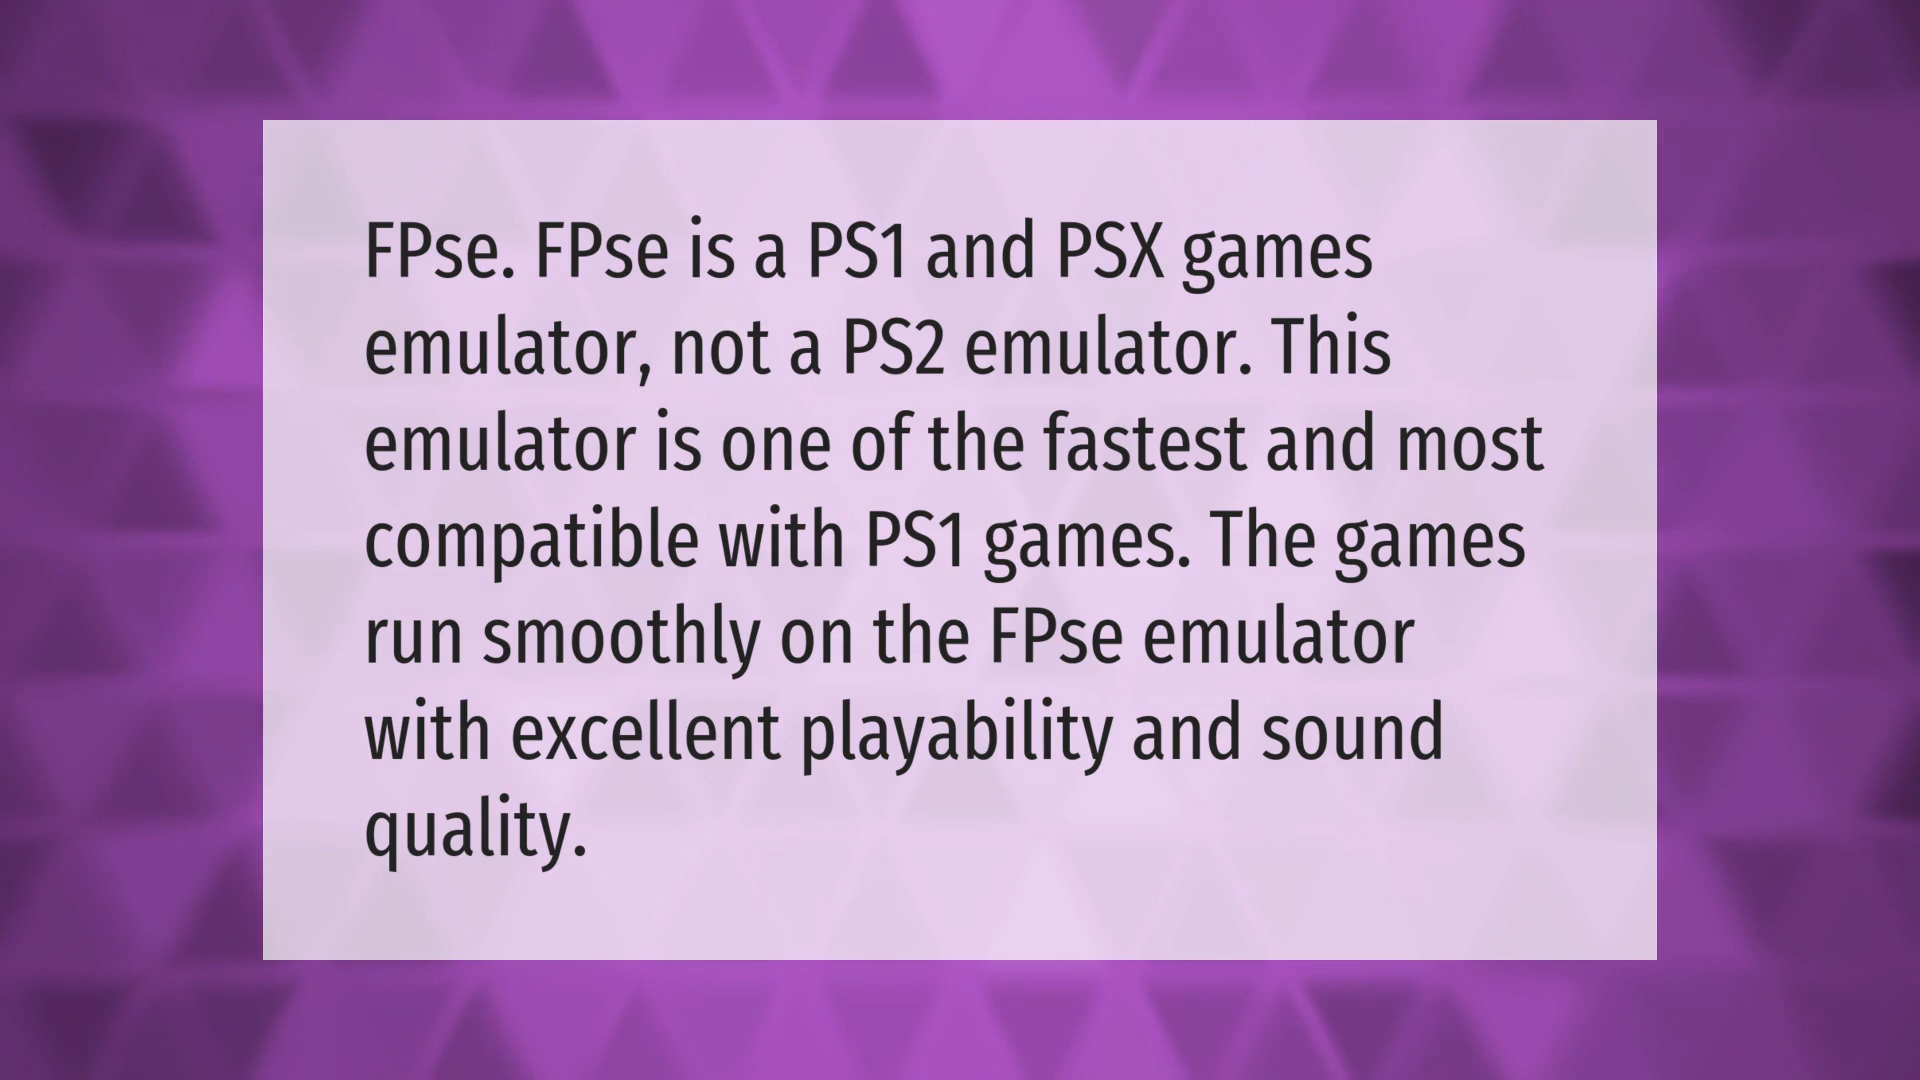 FPse. FPse is a PS1 and PSX games
emulator, not a PS2 emulator. This
emulator is one of the fastest and most
compatible with PS1 games. The games
run smoothly on the FPse emulator
with excellent playability and sound
quality.